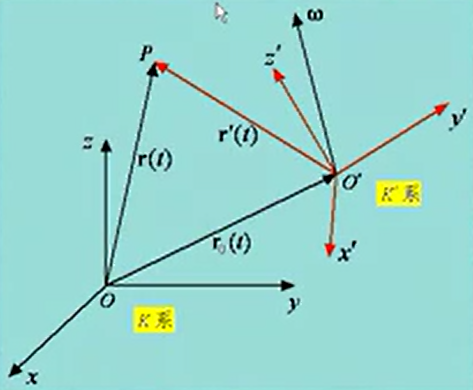 ω
P
z'
y'
r'(t)
z
r(t)
O'
K' 系
r₀(t)
x'
O
y
K 系
x